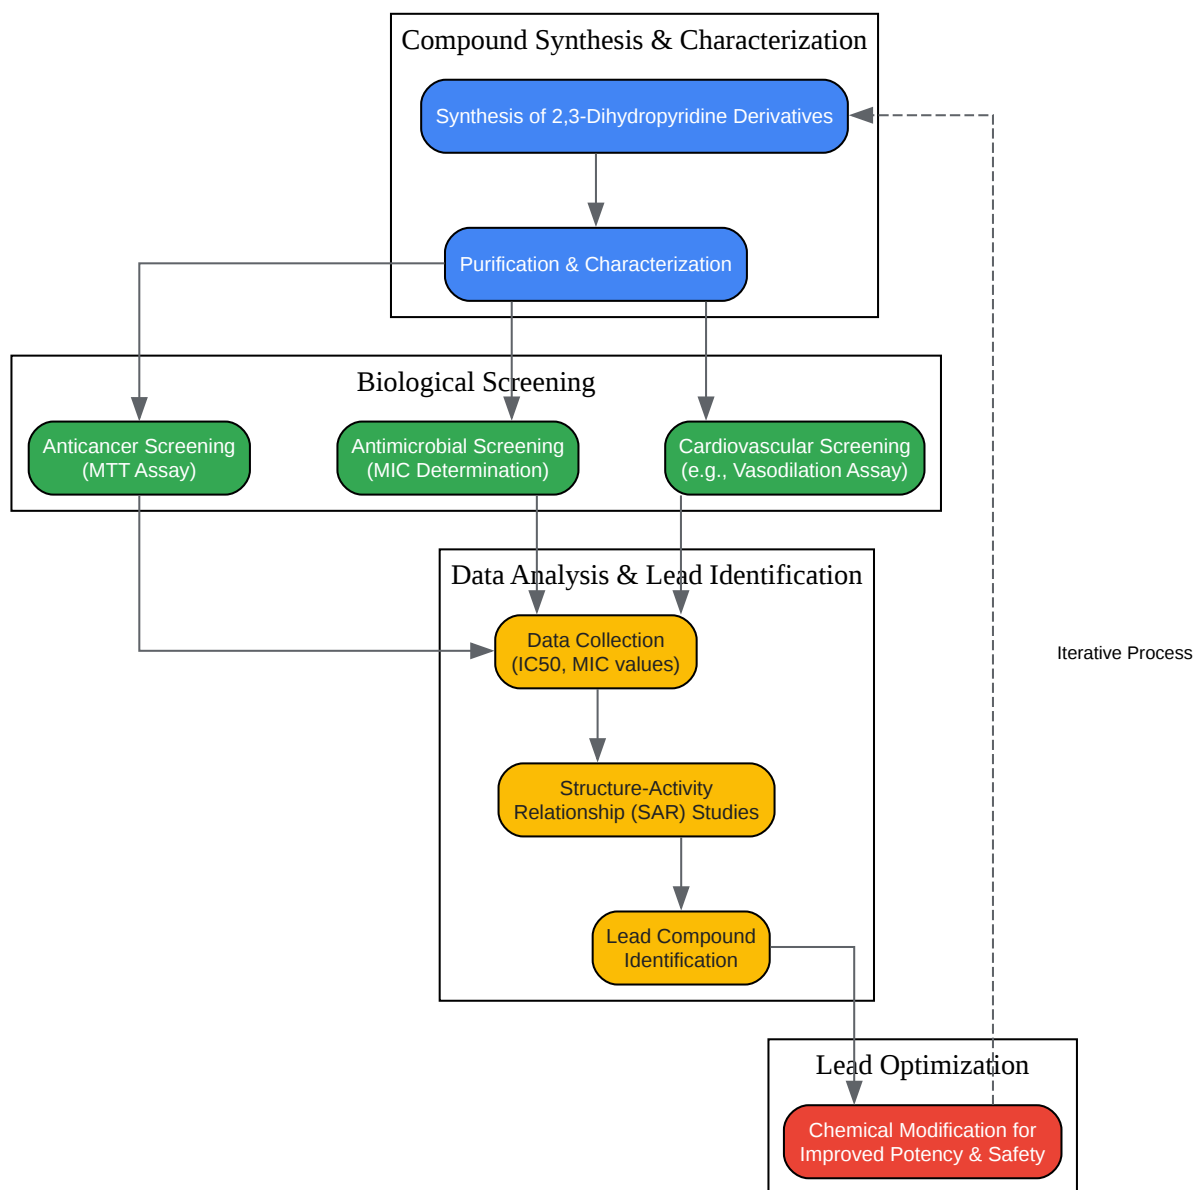 Compound Synthesis & Characterization
Synthesis of 2,3-Dihydropyridine Derivatives
Purification & Characterization
Biological Screening
Anticancer Screening
(MTT Assay)
Antimicrobial Screening
(MIC Determination)
Cardiovascular Screening
(e.g., Vasodilation Assay)
Data Analysis & Lead Identification
Data Collection
(IC50, MIC values)
Iterative Process
Structure-Activity
Relationship (SAR) Studies
Lead Compound
Identification
Lead Optimization
Chemical Modification for
Improved Potency & Safety